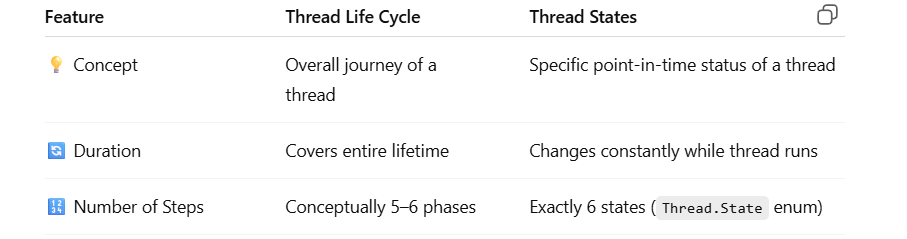 Feature Thread Life Cycle Thread States
💡 Concept Overall journey of a Specific point-in-time status of a thread
thread
🔄 Duration Covers entire lifetime Changes constantly while thread runs
🔢 Number of Steps Conceptually 5–6 phases Exactly 6 states (Thread.State enum)